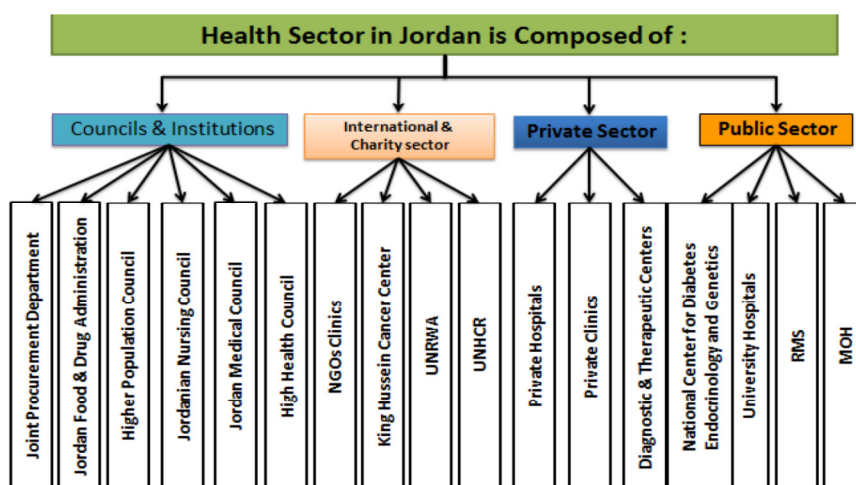 Health Sector in Jordan is Composed of :
Councils & Institutions
International &
Charity sector
Private Sector
Public Sector
Joint Procurement Department
Jordan Food & Drug Administration
Higher Population Council
Jordanian Nursing Council
Jordan Medical Council
High Health Council
NGOs Clinics
King Hussein Cancer Center
UNRWA
UNHCR
Private Hospitals
Private Clinics
Diagnostic & Therapeutic Centers
National Center for Diabetes
Endocrinology and Genetics
University Hospitals
RMS
MOH